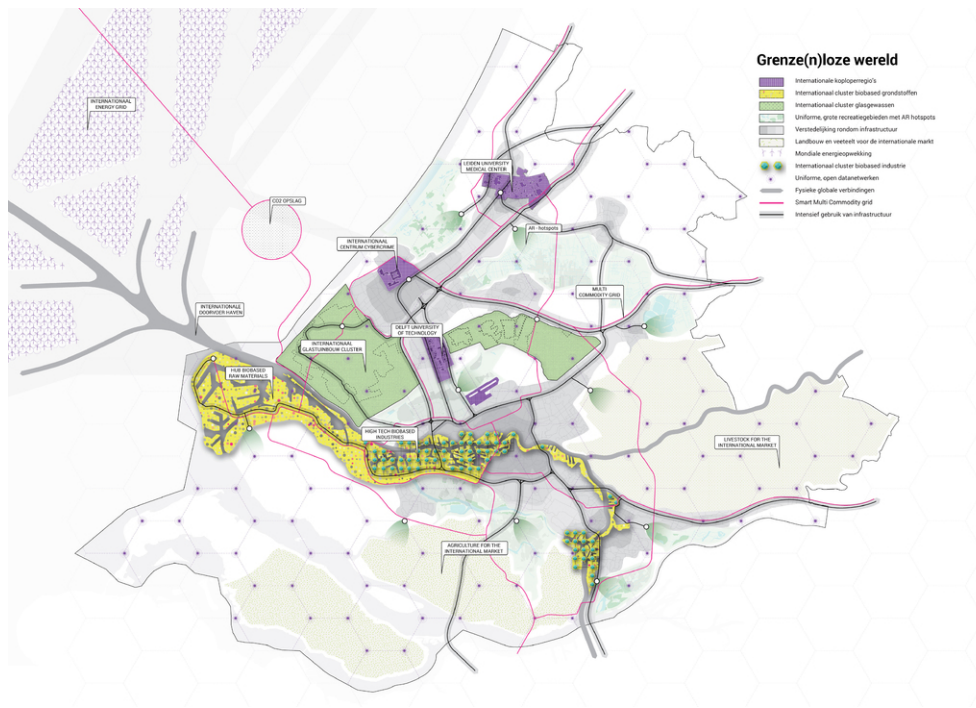 Grenze(n)loze wereld
Internationale koploperregio's
Internationaal cluster biobased grondstoffen
Internationaal cluster glasgewassen
Uniforme, grote recreatiegebieden met AR hotspots
Verstedelijking rondom infrastructuur
Landbouw en veeteelt voor de internationale markt
Mondiale energieopwekking
Internationaal cluster biobased industrie
Uniforme, open datanetwerken
Fysieke globale verbindingen
Smart Multi Commodity grid
Intensief gebruik van infrastructuur
INTERNATIONAAL
ENERGY GRID
LEIDEN UNIVERSITY
MEDICAL CENTER
CO2 OPSLAG
AR - hotspots
INTERNATIONAAL
CENTRUM CYBERCRIME
MULTI
COMMODITY GRID
INTERNATIONALE
DOORVOER HAVEN
DELFT UNIVERSITY
OF TECHNOLOGY
INTERNATIONAAL
GLASTUINBOUW CLUSTER
HUB BIOBASED
RAW MATERIALS
HIGH TECH BIOBASED
INDUSTRIES
LIVESTOCK FOR THE
INTERNATIONAL MARKET
AGRICULTURE FOR THE
INTERNATIONAL MARKET